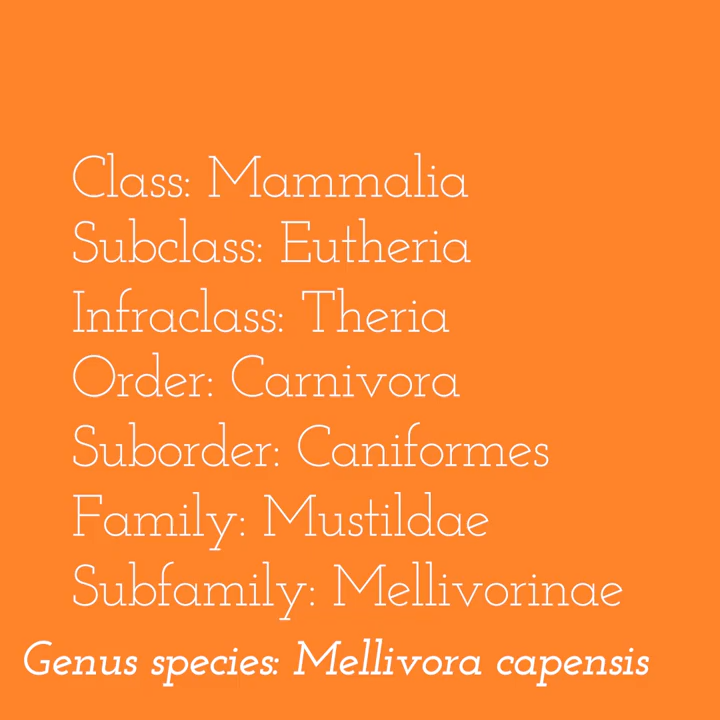 Class: Mammalia
Subclass: Eutheria
Infraclass: Theria
Order: Carnivora
Suborder: Caniformes
Family: Mustildae
Subfamily: Mellivorinae
Genus species: Mellivora capensis